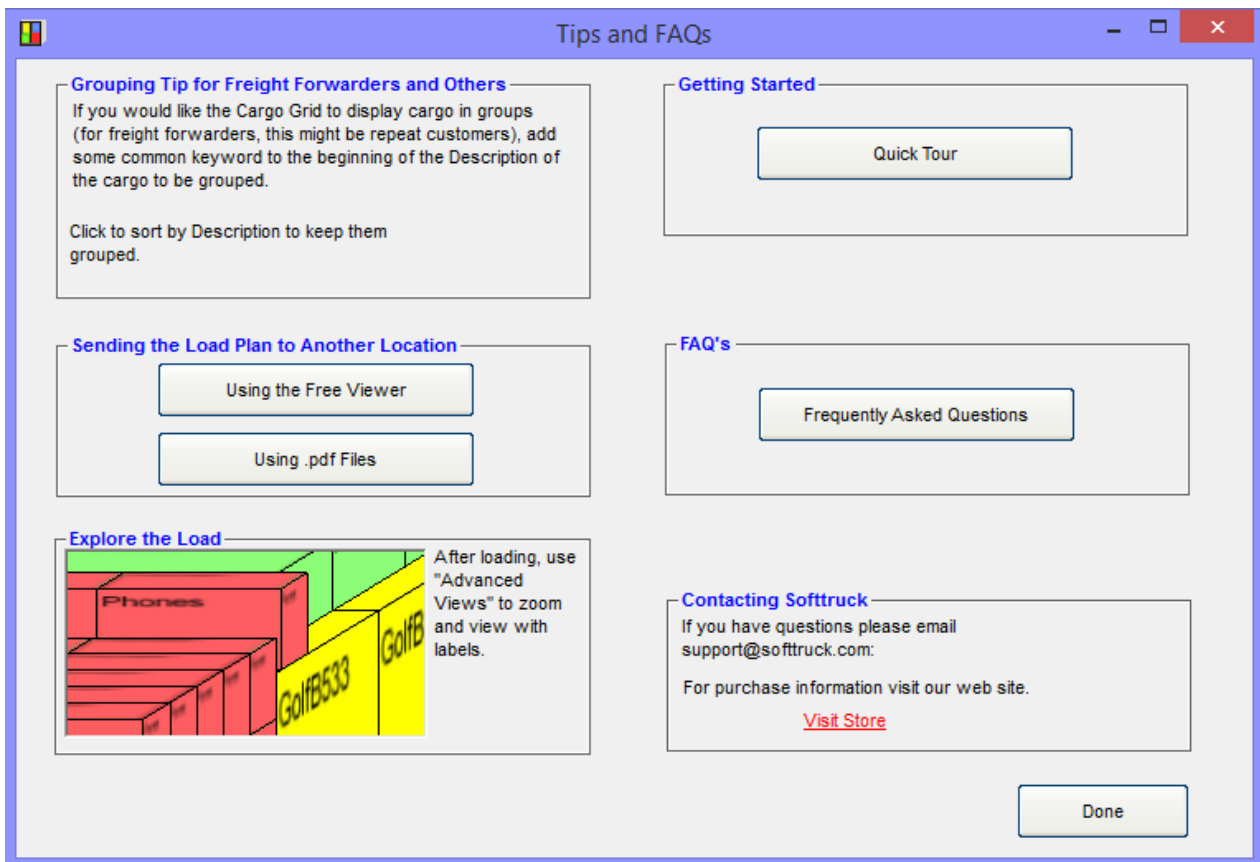 Tips and FAQs
Grouping Tip for Freight Forwarders and Others
If you would like the Cargo Grid to display cargo in groups
(for freight forwarders, this might be repeat customers), add
some common keyword to the beginning of the Description of
the cargo to be grouped.
Click to sort by Description to keep them
grouped.
Getting Started
Quick Tour
Sending the Load Plan to Another Location
Using the Free Viewer
Using .pdf Files
FAQ's
Frequently Asked Questions
Explore the Load
Phones
GolfB533
GolfB
After loading, use
"Advanced
Views" to zoom
and view with
labels.
Contacting Softtruck
If you have questions please email
support@softtruck.com:
For purchase information visit our web site.
Visit Store
Done